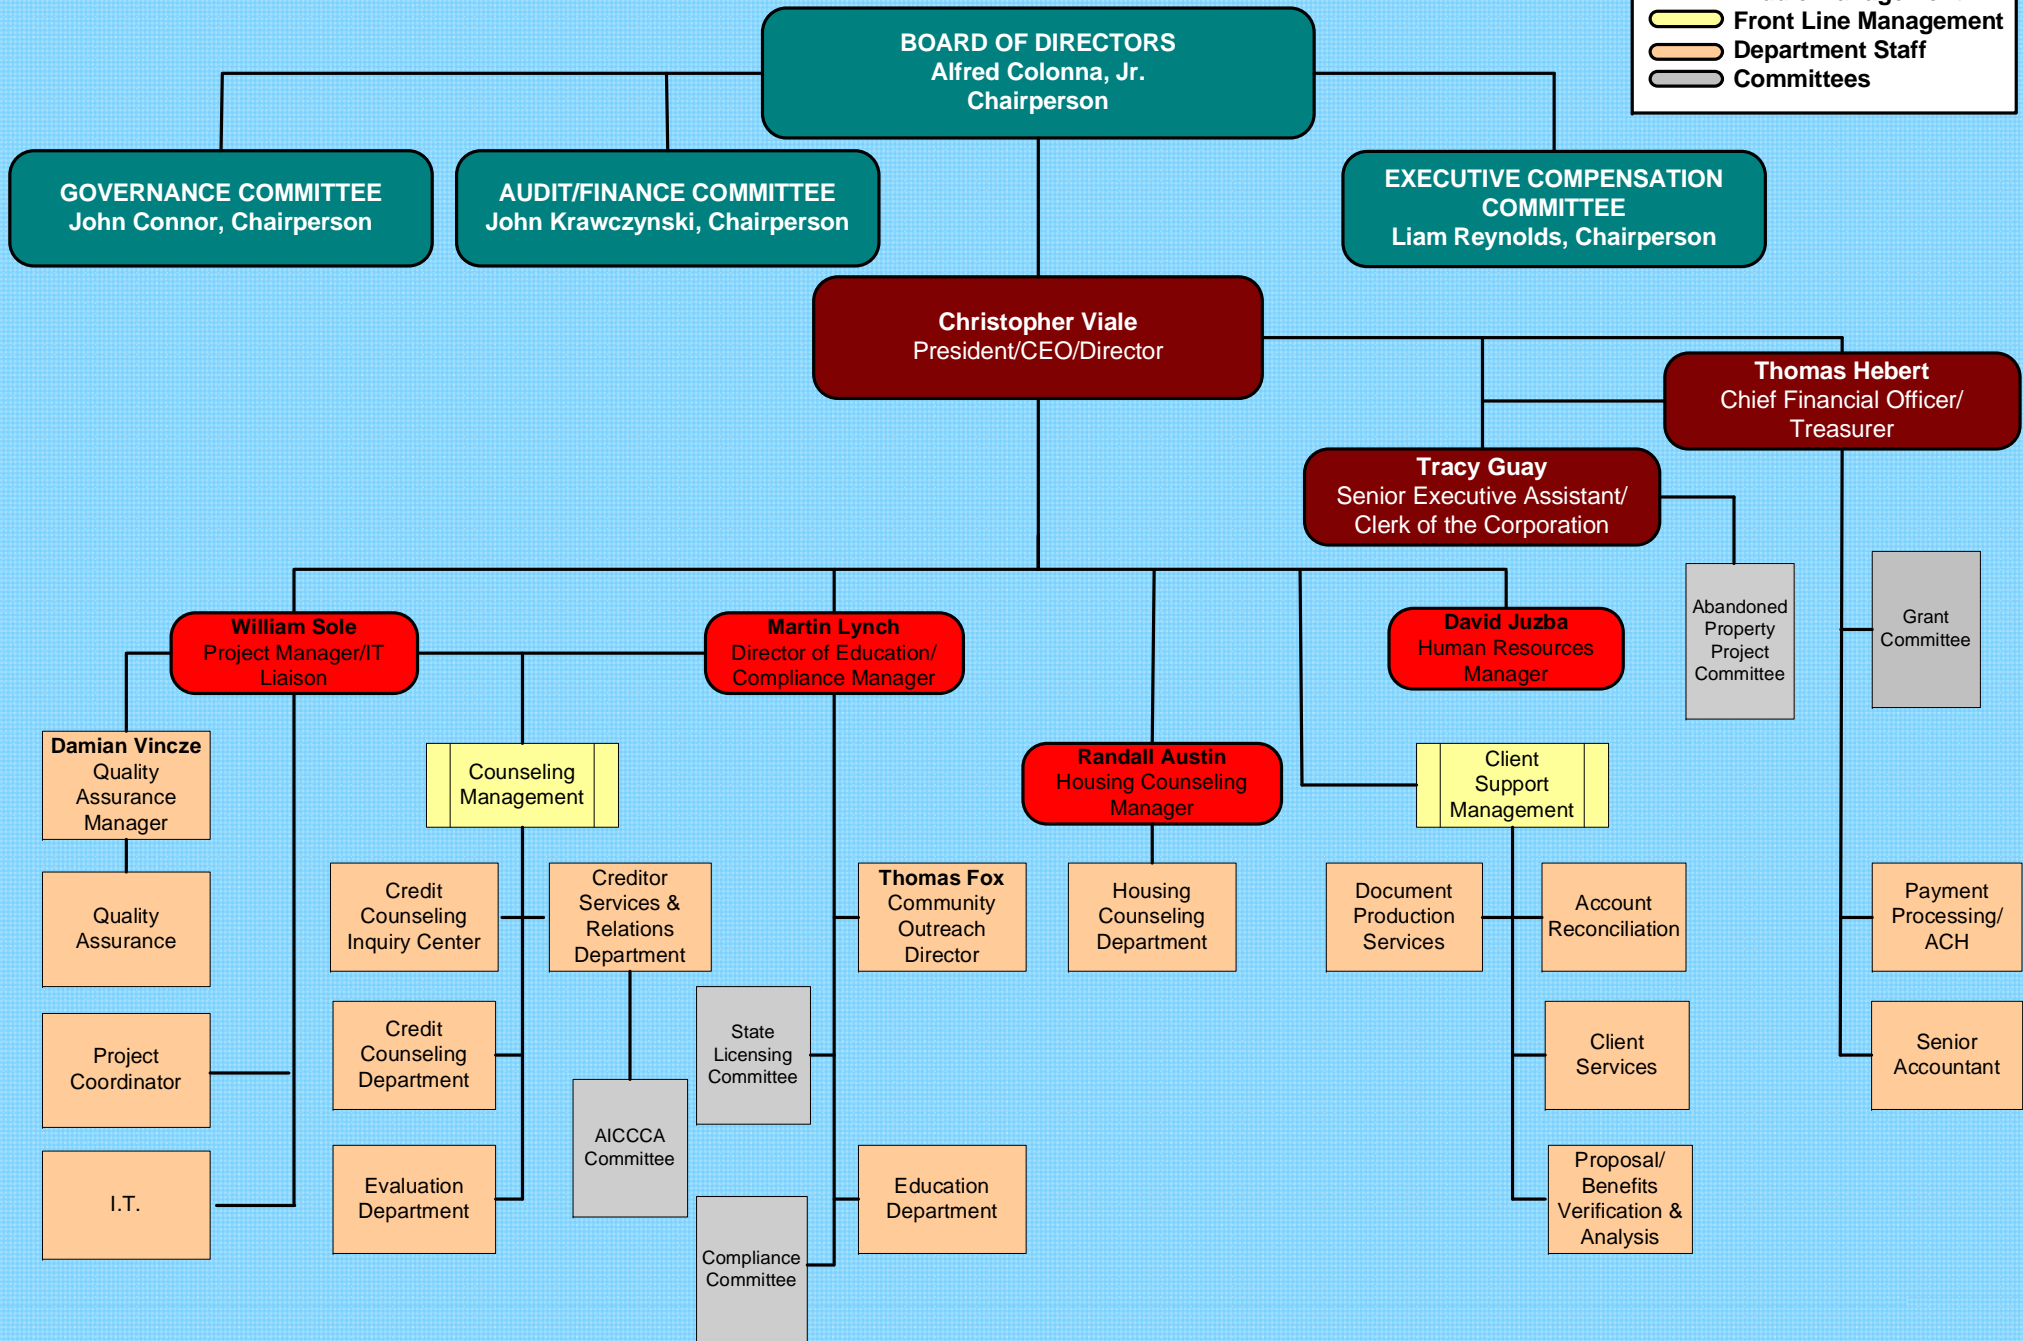 Front Line Management
Department Staff
Committees
BOARD OF DIRECTORS
Alfred Colonna, Jr.
Chairperson
GOVERNANCE COMMITTEE
John Connor, Chairperson
AUDIT/FINANCE COMMITTEE
John Krawczynski, Chairperson
EXECUTIVE COMPENSATION
COMMITTEE
Liam Reynolds, Chairperson
Christopher Viale
President/CEO/Director
Thomas Hebert
Chief Financial Officer/
Treasurer
Tracy Guay
Senior Executive Assistant/
Clerk of the Corporation
Abandoned
Property
Project
Committee
Grant
Committee
William Sole
Project Manager/IT
Liaison
Martin Lynch
Director of Education/
Compliance Manager
David Juzba
Human Resources
Manager
Damian Vincze
Quality
Assurance
Manager
Counseling
Management
Randall Austin
Housing Counseling
Manager
Client
Support
Management
Quality
Assurance
Credit
Counseling
Inquiry Center
Creditor
Services &
Relations
Department
Thomas Fox
Community
Outreach
Director
Housing
Counseling
Department
Document
Production
Services
Account
Reconciliation
Payment
Processing/
ACH
Project
Coordinator
Credit
Counseling
Department
State
Licensing
Committee
Client
Services
Senior
Accountant
AICCCA
Committee
I.T.
Evaluation
Department
Education
Department
Proposal/
Benefits
Verification &
Analysis
Compliance
Committee